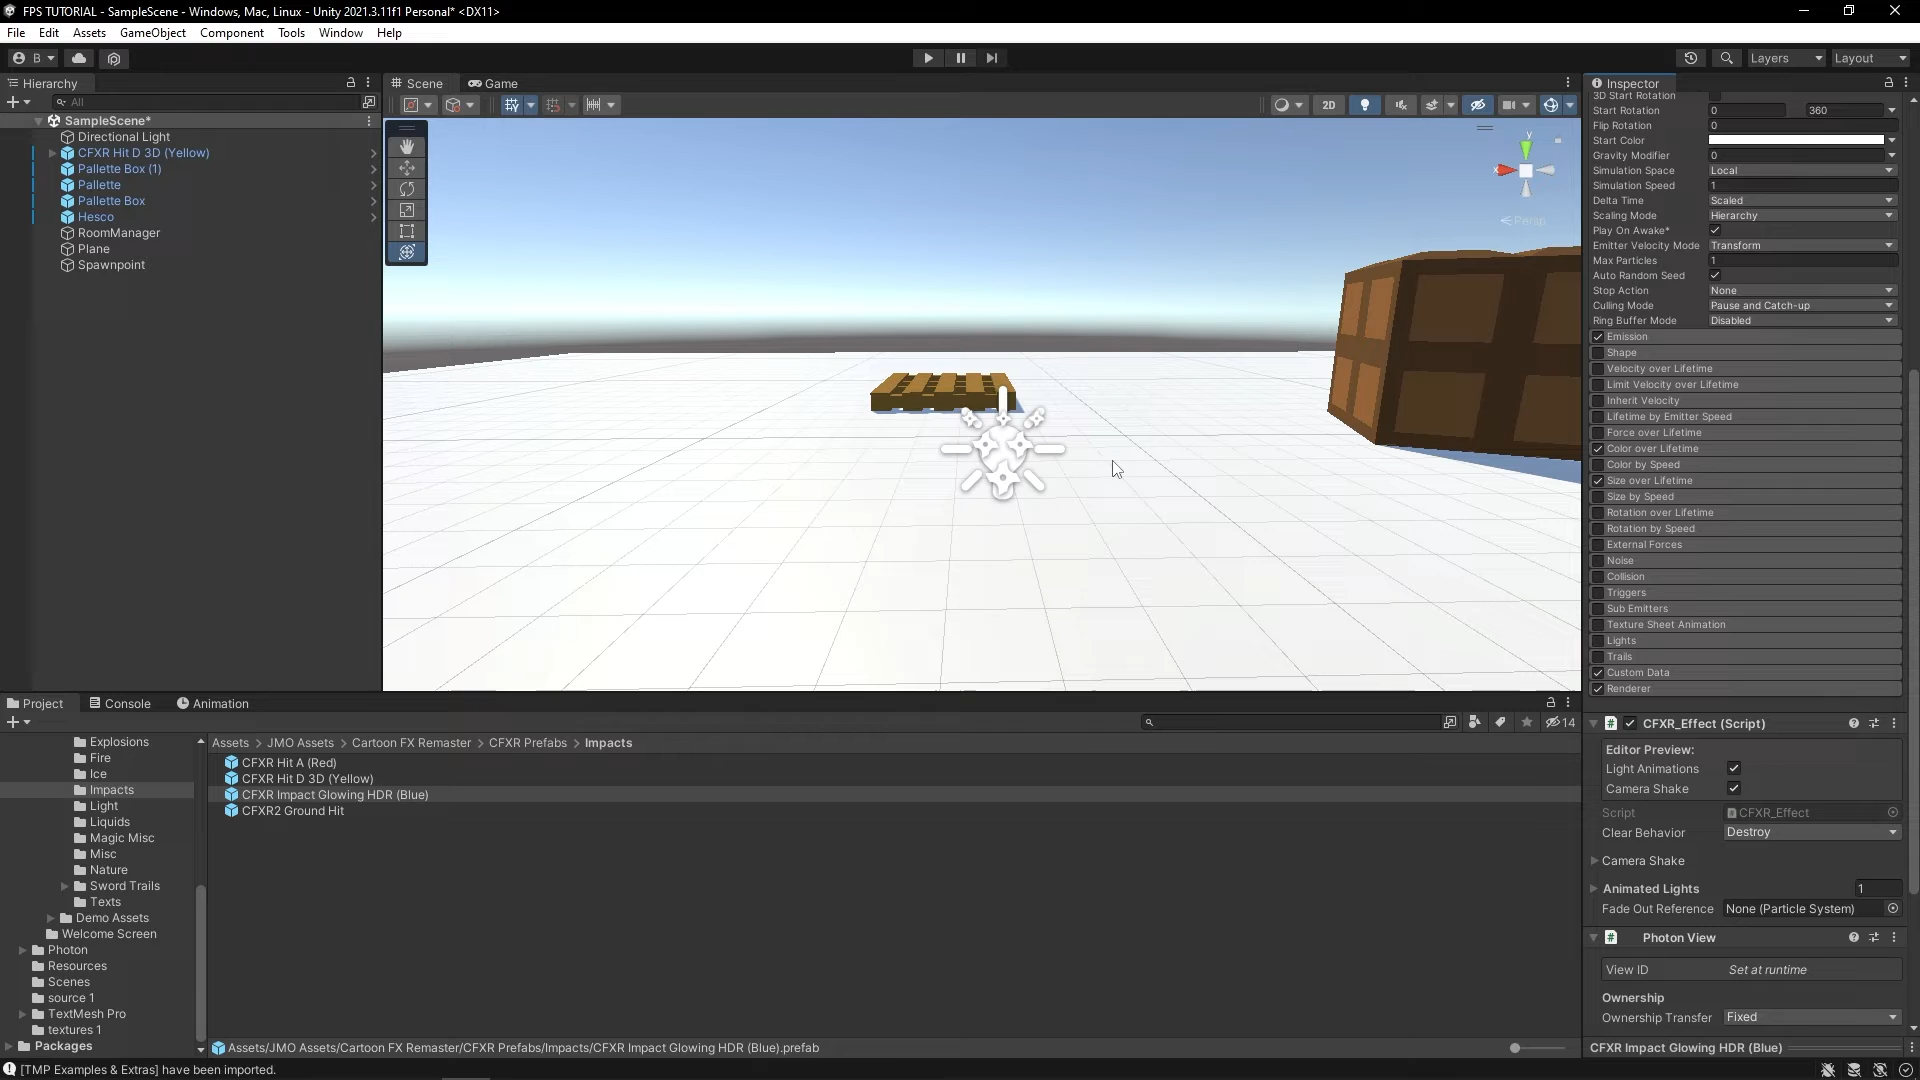 FPS TUTORIAL - SampleScene - Windows, Mac, Linux - Unity 2021.3.11f1 Personal* <DX11>
File Edit Assets GameObject Component Tools Window Help
B
Layers
Layout
Hierarchy
All
SampleScene*
Directional Light
CFXR Hit D 3D (Yellow)
Pallette Box (1)
Pallette
Pallette Box
Hesco
RoomManager
Plane
Spawnpoint
Scene
Game
2D
y
x
Persp
Inspector
3D Start Rotation
Start Rotation 0 360
Flip Rotation 0
Start Color
Gravity Modifier 0
Simulation Space Local
Simulation Speed 1
Delta Time Scaled
Scaling Mode Hierarchy
Play On Awake*
Emitter Velocity Mode Transform
Max Particles 1
Auto Random Seed
Stop Action None
Culling Mode Pause and Catch-up
Ring Buffer Mode Disabled
Emission
Shape
Velocity over Lifetime
Limit Velocity over Lifetime
Inherit Velocity
Lifetime by Emitter Speed
Force over Lifetime
Color over Lifetime
Color by Speed
Size over Lifetime
Size by Speed
Rotation over Lifetime
Rotation by Speed
External Forces
Noise
Collision
Triggers
Sub Emitters
Texture Sheet Animation
Lights
Trails
Custom Data
Renderer
# CFXR_Effect (Script)
Editor Preview:
Light Animations
Camera Shake
Script CFXR_Effect
Clear Behavior Destroy
Camera Shake
Animated Lights 1
Fade Out Reference None (Particle System)
# Photon View
View ID Set at runtime
Ownership
Ownership Transfer Fixed
CFXR Impact Glowing HDR (Blue)
Project
Console
Animation
14
Explosions
Fire
Ice
Impacts
Light
Liquids
Magic Misc
Misc
Nature
Sword Trails
Texts
Demo Assets
Welcome Screen
Photon
Resources
Scenes
source 1
TextMesh Pro
textures 1
Packages
Assets > JMO Assets > Cartoon FX Remaster > CFXR Prefabs > Impacts
CFXR Hit A (Red)
CFXR Hit D 3D (Yellow)
CFXR Impact Glowing HDR (Blue)
CFXR2 Ground Hit
Assets/JMO Assets/Cartoon FX Remaster/CFXR Prefabs/Impacts/CFXR Impact Glowing HDR (Blue).prefab
[TMP Examples & Extras] have been imported.